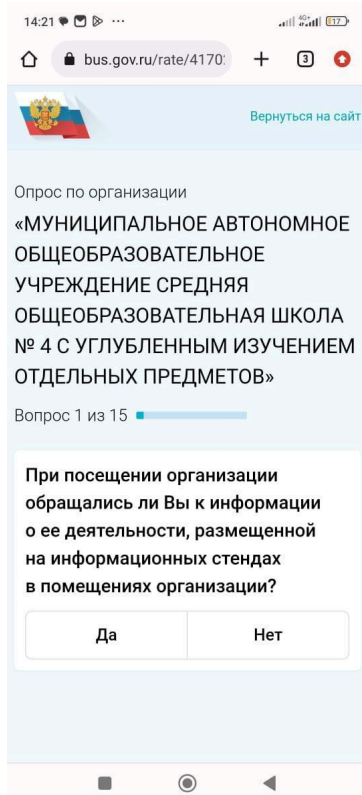 14:21
4G+
17
bus.gov.ru/rate/4170
3
Вернуться на сайт
Опрос по организации
«МУНИЦИПАЛЬНОЕ АВТОНОМНОЕ
ОБЩЕОБРАЗОВАТЕЛЬНОЕ
УЧРЕЖДЕНИЕ СРЕДНЯЯ
ОБЩЕОБРАЗОВАТЕЛЬНАЯ ШКОЛА
№ 4 С УГЛУБЛЕННЫМ ИЗУЧЕНИЕМ
ОТДЕЛЬНЫХ ПРЕДМЕТОВ»
Вопрос 1 из 15
При посещении организации
обращались ли Вы к информации
о ее деятельности, размещенной
на информационных стендах
в помещениях организации?
Да Нет